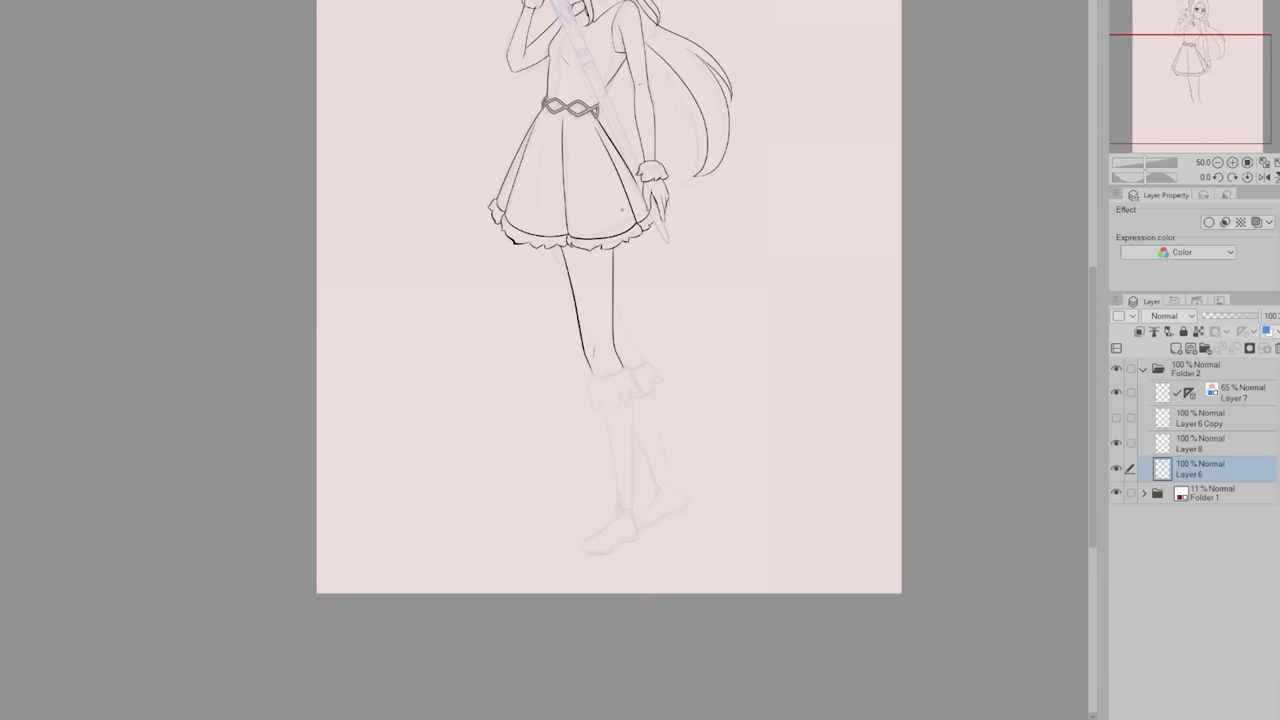 50.0
0.0
Layer Property
Effect
Expression color
Color
Layer
Normal
100
100 % Normal
Folder 2
65 % Normal
Layer 7
100 % Normal
Layer 6 Copy
100 % Normal
Layer 8
100 % Normal
Layer 6
11 % Normal
Folder 1